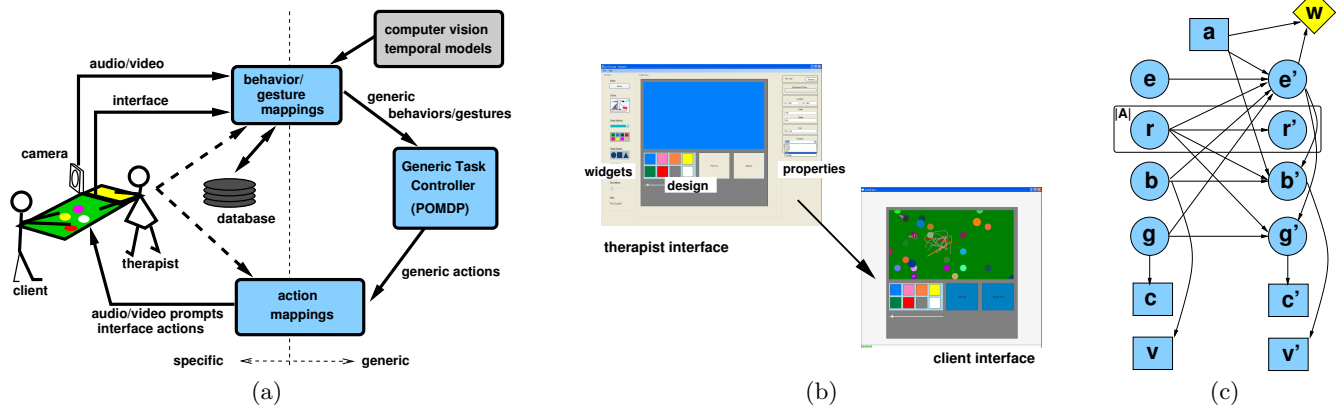 computer vision
temporal models
audio/video
behavior/
gesture
mappings
interface
generic
behaviors/gestures
camera
Generic Task
Controller
(POMDP)
database
therapist
client
generic actions
action
mappings
audio/video prompts
interface actions
specific
generic
(a)
widgets
design
properties
therapist interface
client interface
(b)
w
a
e
e'
|A|
r
r'
b
b'
g
g'
c
c'
v
v'
(c)